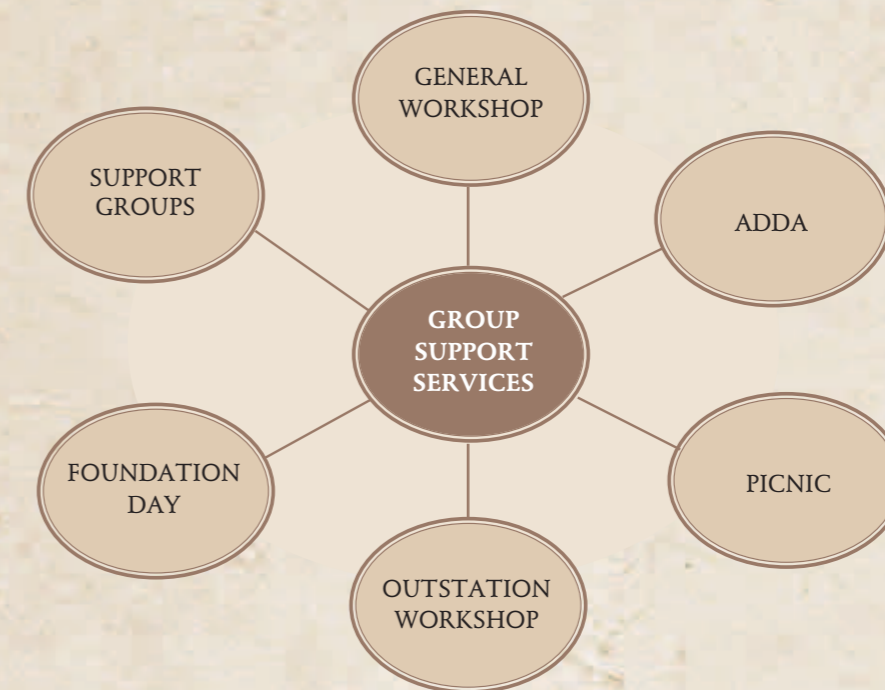 GENERAL
WORKSHOP
SUPPORT
GROUPS
ADDA
GROUP
SUPPORT
SERVICES
FOUNDATION
DAY
PICNIC
OUTSTATION
WORKSHOP